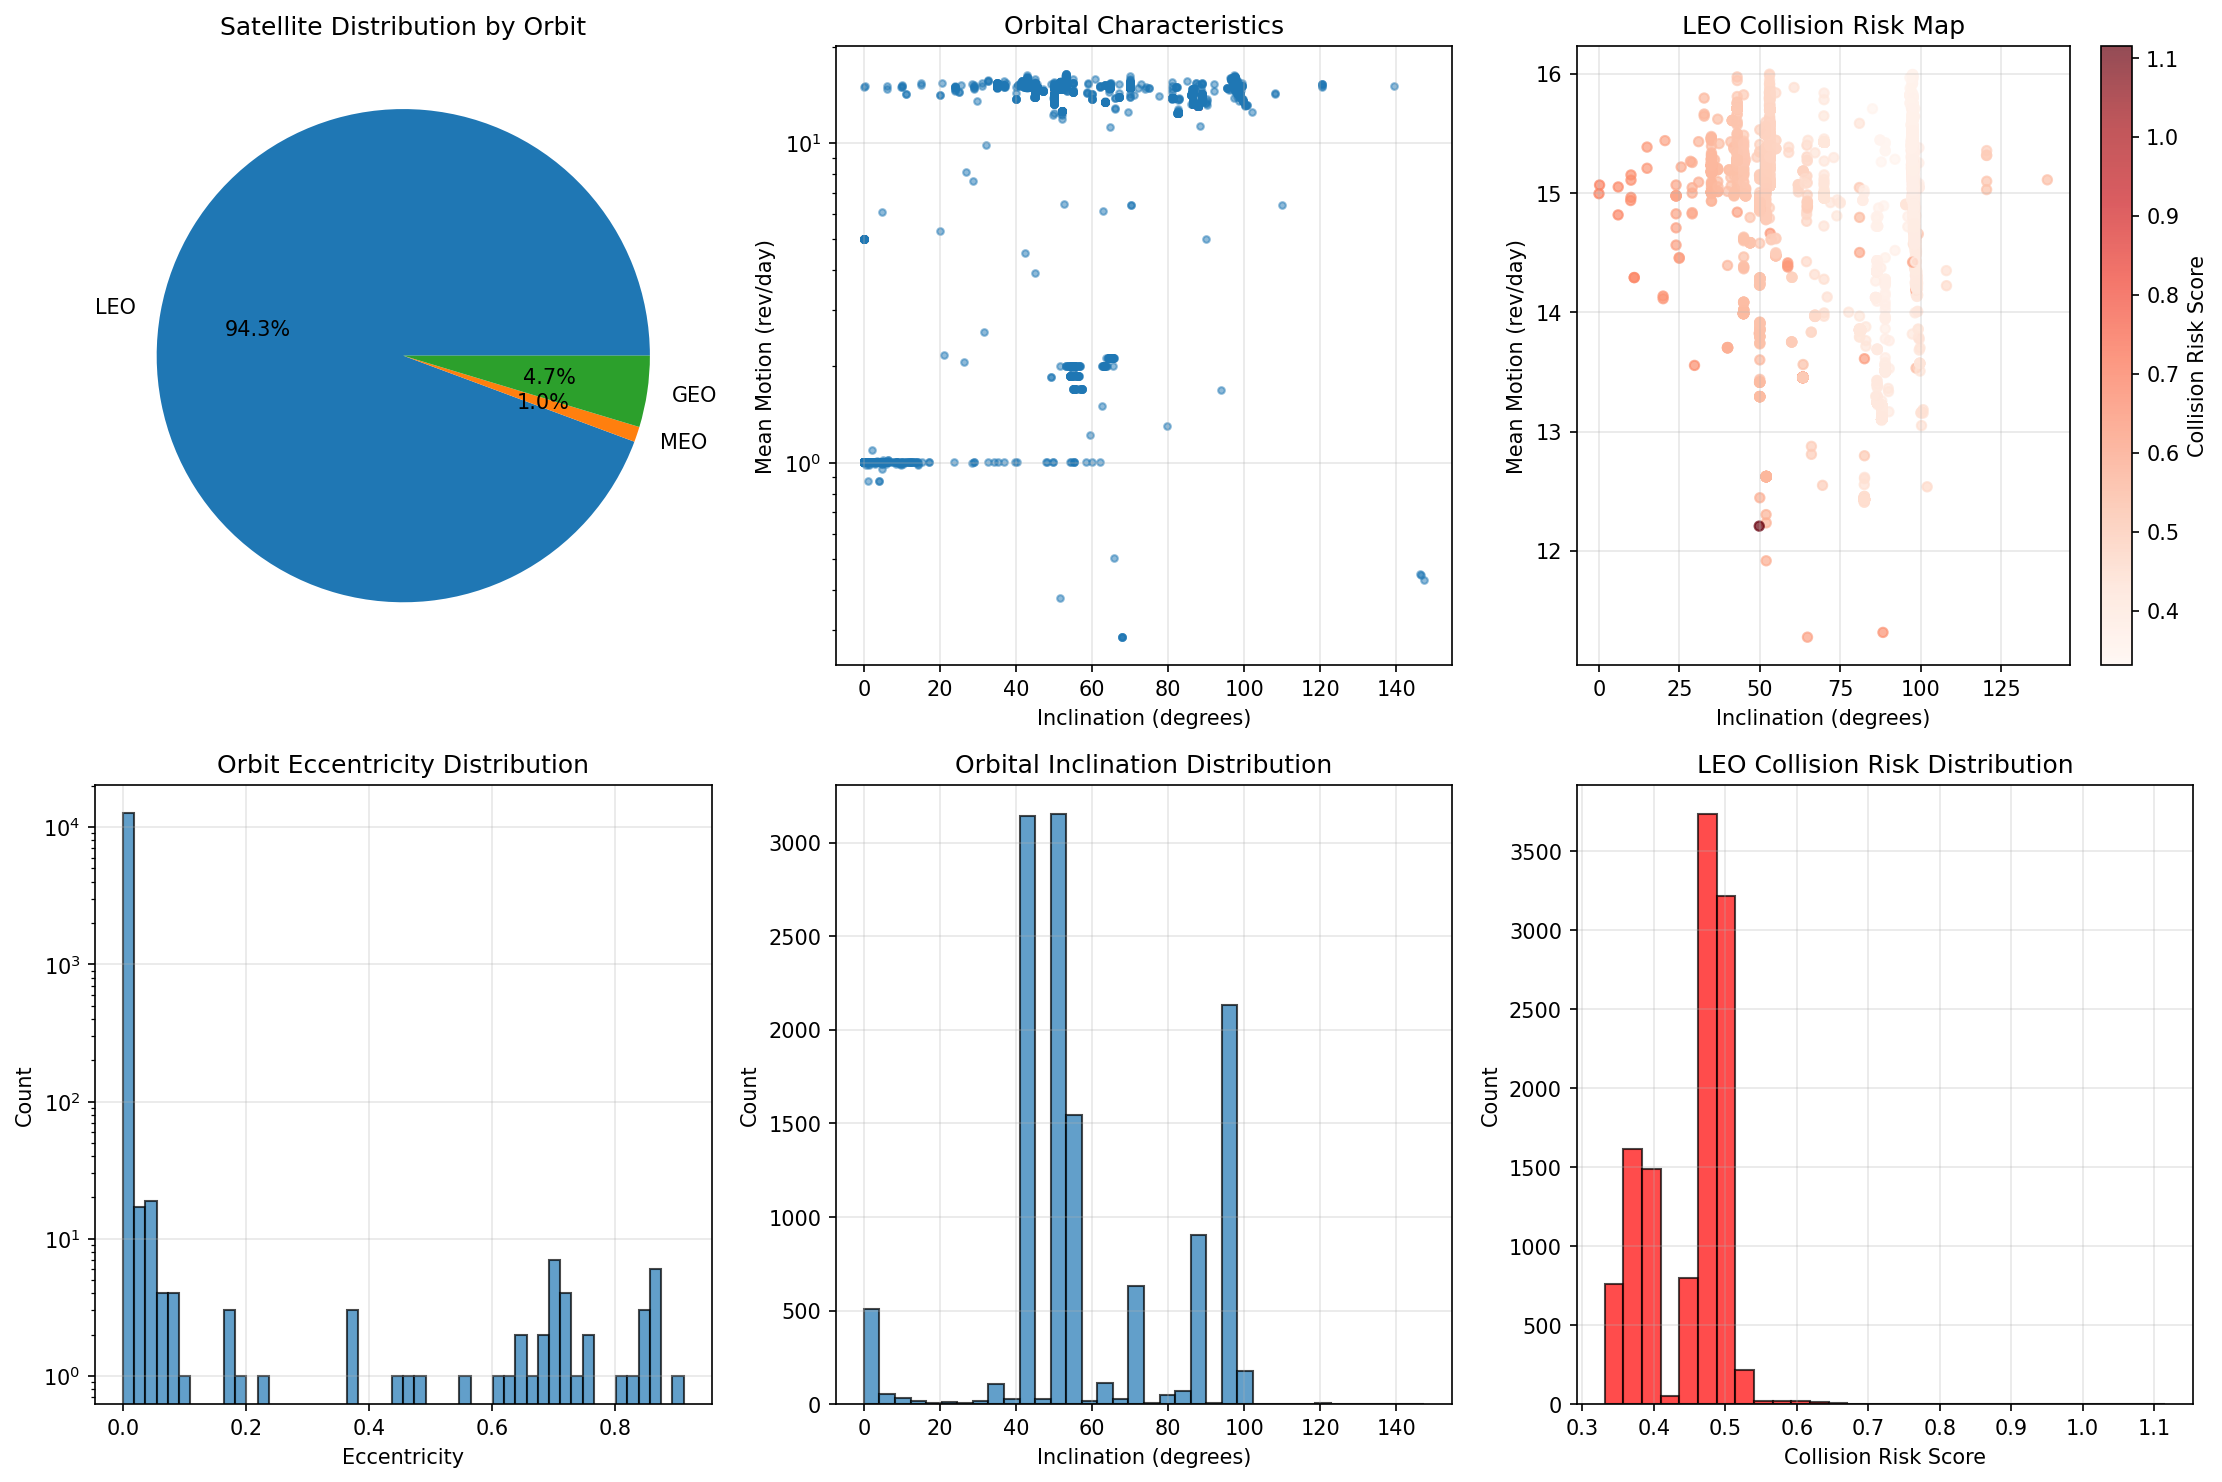 Satellite Distribution by Orbit
LEO
94.3%
4.7%
1.0%
GEO
MEO
Orbital Characteristics
Mean Motion (rev/day)
10¹
10⁰
0 20 40 60 80 100 120 140
Inclination (degrees)
LEO Collision Risk Map
Mean Motion (rev/day)
16
15
14
13
12
0 25 50 75 100 125
Inclination (degrees)
1.1
1.0
0.9
0.8
0.7
0.6
0.5
0.4
Collision Risk Score
Orbit Eccentricity Distribution
Count
10⁴
10³
10²
10¹
10⁰
0.0 0.2 0.4 0.6 0.8
Eccentricity
Orbital Inclination Distribution
Count
3000
2500
2000
1500
1000
500
0
0 20 40 60 80 100 120 140
Inclination (degrees)
LEO Collision Risk Distribution
Count
3500
3000
2500
2000
1500
1000
500
0
0.3 0.4 0.5 0.6 0.7 0.8 0.9 1.0 1.1
Collision Risk Score